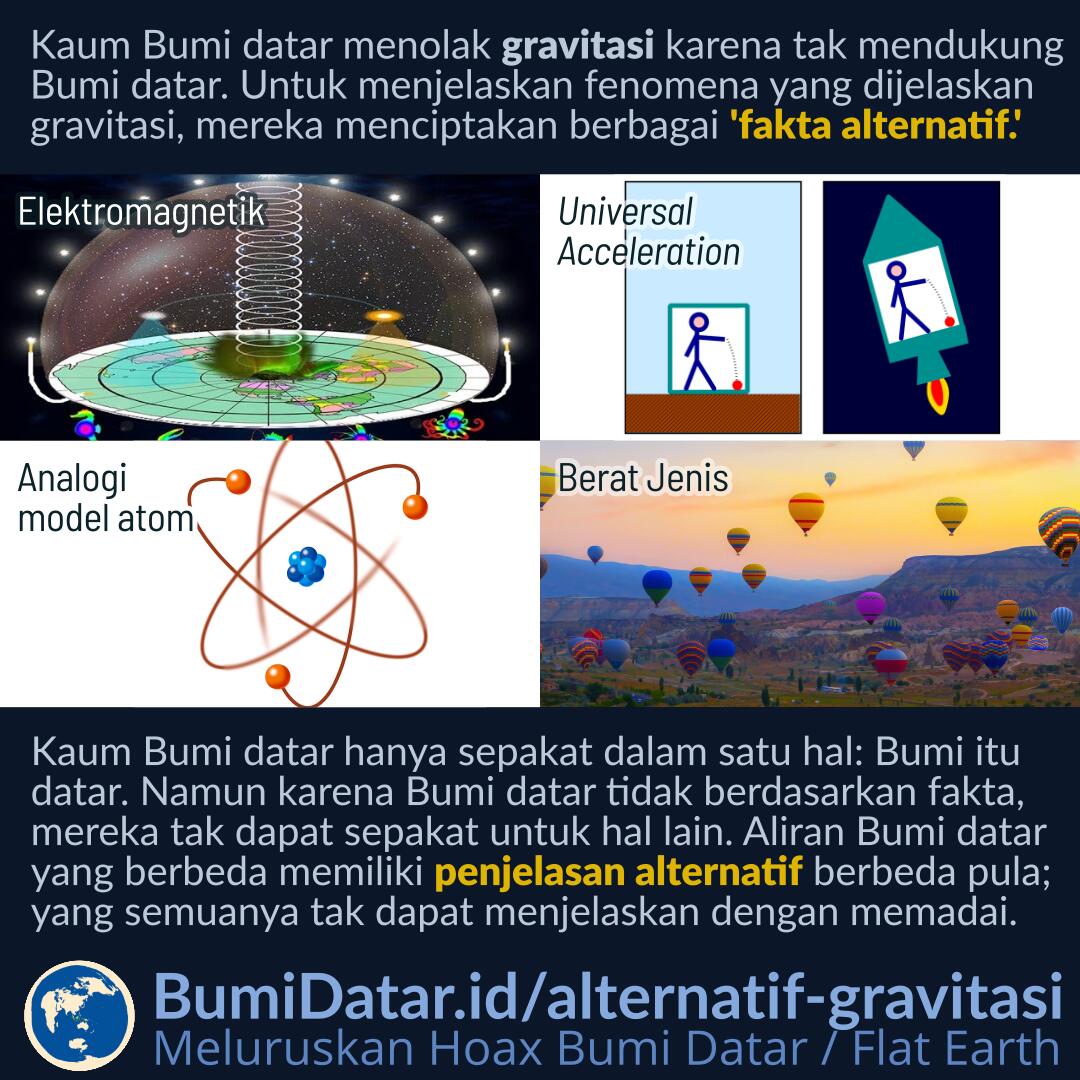 Kaum Bumi datar menolak gravitasi karena tak mendukung
Bumi datar. Untuk menjelaskan fenomena yang dijelaskan
gravitasi, mereka menciptakan berbagai 'fakta alternatif.'
Elektromagnetik
Universal
Acceleration
Analogi
model atom
Berat Jenis
Kaum Bumi datar hanya sepakat dalam satu hal: Bumi itu
datar. Namun karena Bumi datar tidak berdasarkan fakta,
mereka tak dapat sepakat untuk hal lain. Aliran Bumi datar
yang berbeda memiliki penjelasan alternatif berbeda pula;
yang semuanya tak dapat menjelaskan dengan memadai.
BumiDatar.id/alternatif-gravitasi
Meluruskan Hoax Bumi Datar / Flat Earth